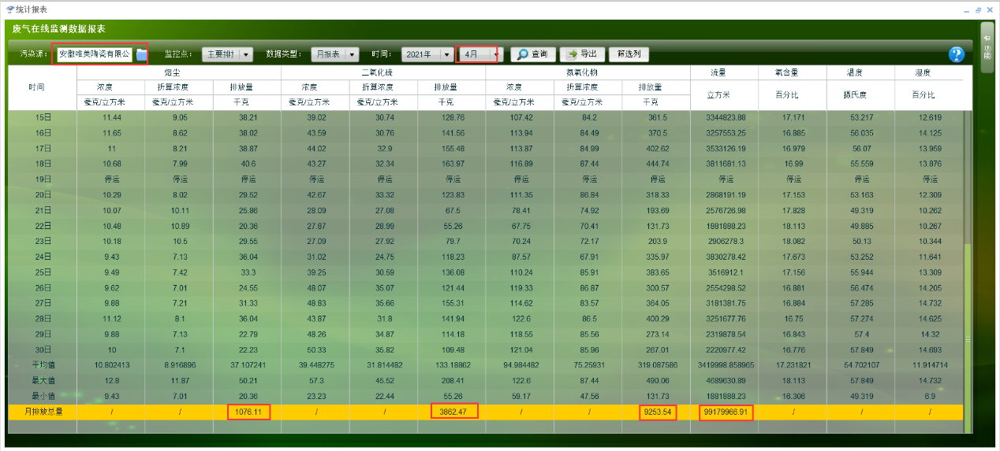 统计报表
废气在线监测数据报表
污染源： 安徽唯美陶瓷有限公 监控点： 主要排 数据类型： 月报表 时间： 2021年 4月 查询 导出 筛选列
功能
时间 烟尘 二氧化硫 氮氧化物 流量 氧含量 温度 湿度
浓度 折算浓度 排放量 浓度 折算浓度 排放量 浓度 折算浓度 排放量 立方米 百分比 摄氏度 百分比
毫克/立方米 毫克/立方米 千克 毫克/立方米 毫克/立方米 千克 毫克/立方米 毫克/立方米 千克
15日 11.44 9.05 38.21 39.02 30.74 128.76 107.42 84.2 361.5 3344823.88 17.171 53.217 12.619
16日 11.65 8.62 38.02 43.59 30.76 141.56 113.94 84.49 370.5 3257553.25 16.885 56.035 14.125
17日 11 8.21 38.87 44.02 32.9 155.48 113.87 84.99 402.62 3533126.19 16.979 56.07 13.959
18日 10.68 7.99 40.6 43.27 32.34 163.97 116.89 87.44 444.74 3811681.13 16.99 55.559 13.876
19日 停运 停运 停运 停运 停运 停运 停运 停运 停运 停运 停运 停运 停运
20日 10.29 8.02 29.52 42.67 33.32 123.83 111.35 86.84 318.33 2868191.19 17.153 53.163 12.309
21日 10.07 10.11 25.86 28.09 27.08 67.5 78.41 74.92 193.69 2576726.98 17.828 49.319 10.262
22日 10.48 10.89 20.36 27.87 28.99 55.26 67.75 70.41 131.73 1881888.23 18.113 49.885 10.267
23日 10.18 10.5 29.55 27.09 27.92 79.7 70.24 72.17 203.9 2906278.3 18.082 50.13 10.344
24日 9.43 7.13 36.04 31.02 24.75 118.23 87.57 67.91 335.97 3830278.42 17.673 53.252 11.641
25日 9.49 7.42 33.3 39.25 30.59 136.08 110.24 85.91 383.65 3516912.1 17.156 55.944 13.309
26日 9.62 7.01 24.55 48.07 35.07 121.44 119.33 86.87 300.57 2554298.52 16.881 56.474 14.205
27日 9.88 7.21 31.33 48.83 35.66 155.31 114.62 83.57 364.05 3181381.75 16.884 57.285 14.732
28日 11.12 8.1 36.04 43.87 31.8 141.94 122.6 86.5 400.29 3251677.76 16.75 57.274 14.625
29日 9.88 7.13 22.79 48.26 34.87 114.18 118.55 85.56 273.14 2319878.54 16.843 57.4 14.32
30日 10 7.1 22.23 50.33 35.82 109.48 121.04 85.96 267.01 2220977.42 16.776 57.849 14.693
平均值 10.802413 8.916896 37.107241 39.448275 31.814482 133.18862 94.984482 75.25931 319.087586 3419998.858965 17.231821 54.702107 11.914714
最大值 12.8 11.87 50.21 57.3 45.52 208.41 122.6 87.44 490.06 4689630.89 18.113 57.849 14.732
最小值 9.43 7.01 20.36 23.23 22.44 55.26 59.17 47.56 131.73 1881888.23 16.306 49.319 6.9
月排放总量 / / 1076.11 / / 3862.47 / / 9253.54 99179966.91 / / /